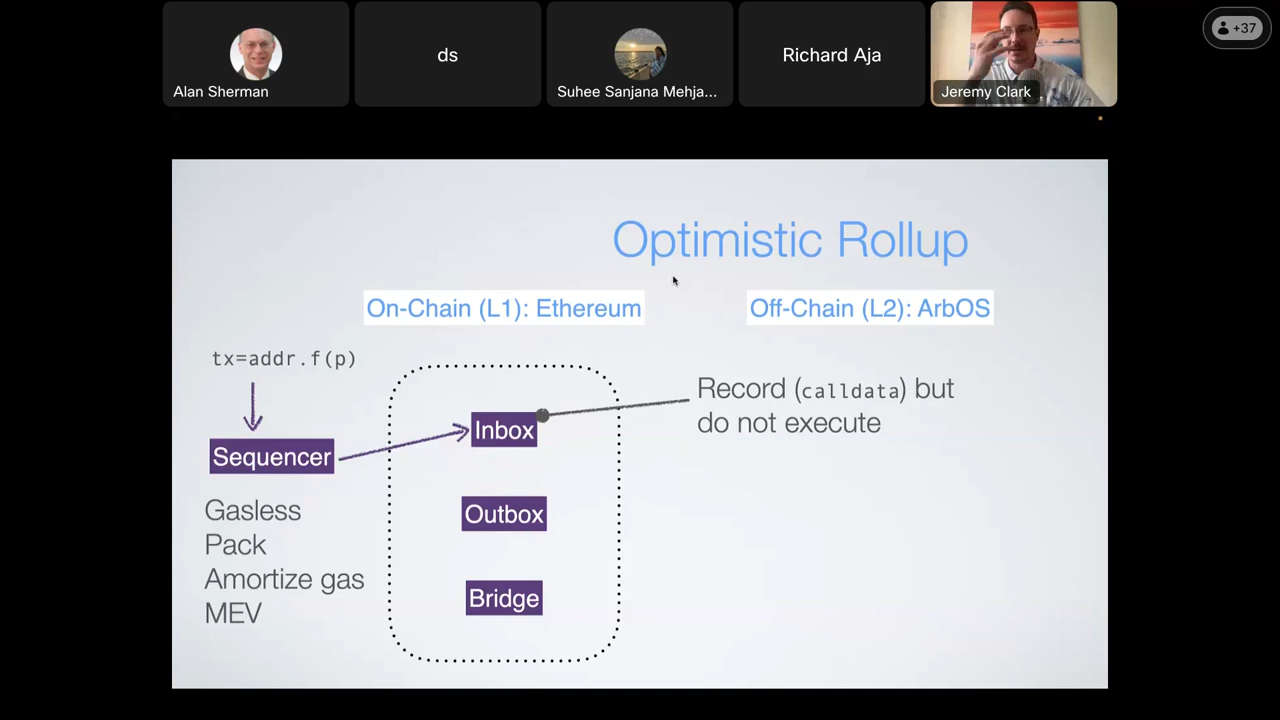 Alan Sherman
ds
Suhee Sanjana Mehja...
Richard Aja
Jeremy Clark
+37
Optimistic Rollup
On-Chain (L1): Ethereum
Off-Chain (L2): ArbOS
tx=addr.f(p)
Record (calldata) but
do not execute
Inbox
Sequencer
Outbox
Gasless
Pack
Amortize gas
MEV
Bridge